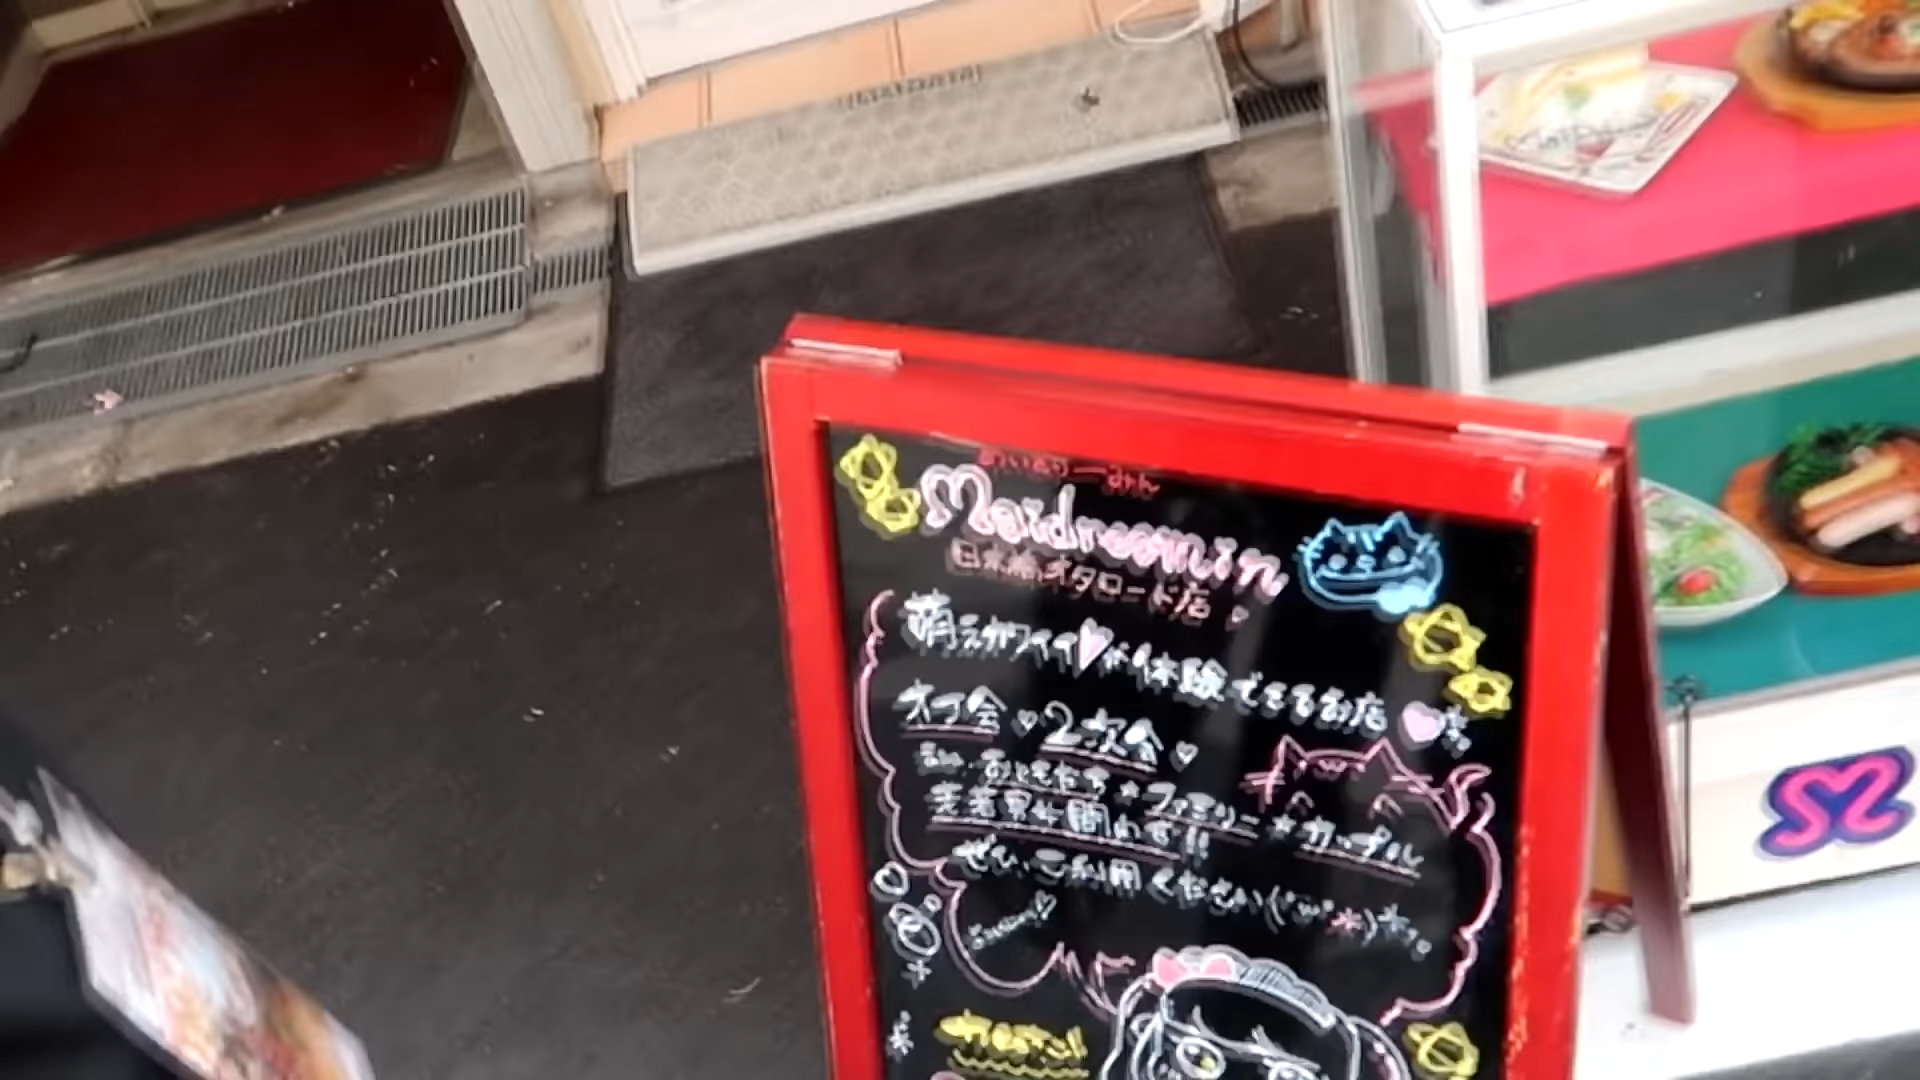 めいどりーみん
Maidreamin
日本橋オタロード店
萌えカワイイ♡が体験できるお店
オフ会♡2次会♡
おともだち★ファミリー★カップル
老若男女問わず!!
ぜひ、ご利用ください